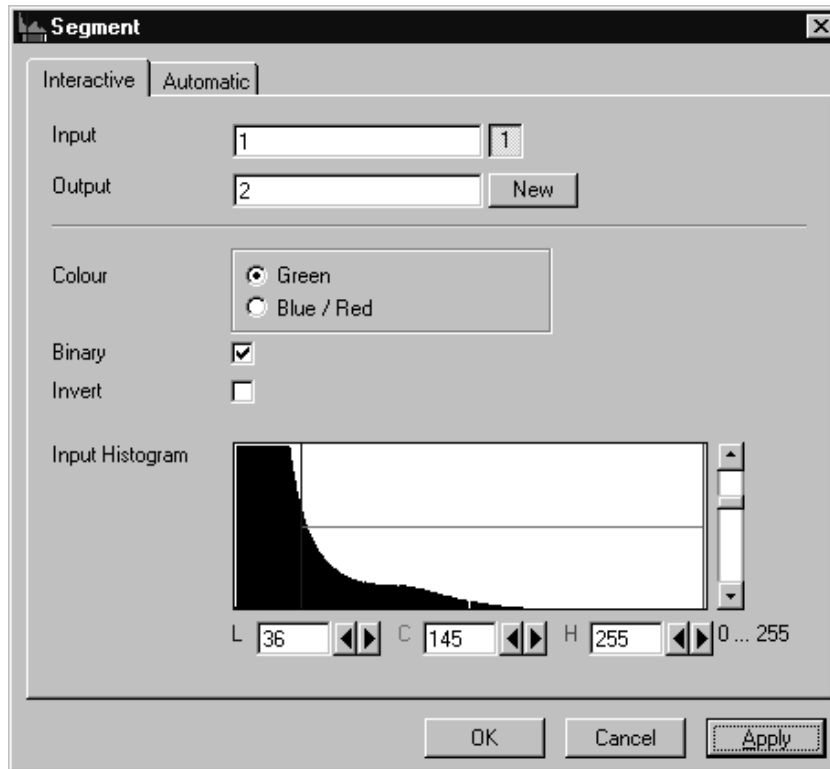 Segment
Interactive Automatic
Input 1 1
Output 2 New
Colour Green
Blue / Red
Binary
Invert
Input Histogram
L 36 C 145 H 255 0 ... 255
OK Cancel Apply